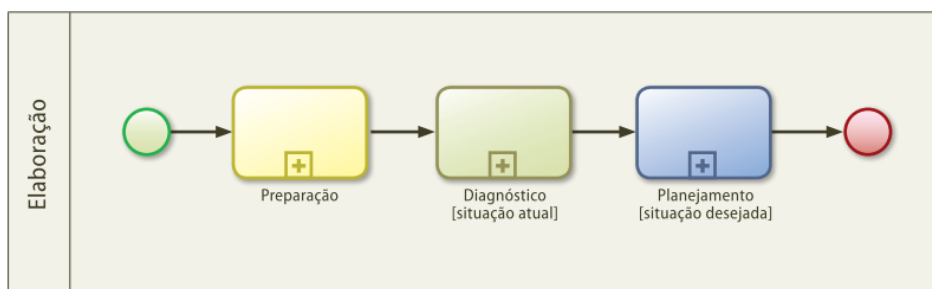 Elaboração
Preparação
Diagnóstico
[situação atual]
Planejamento
[situação desejada]